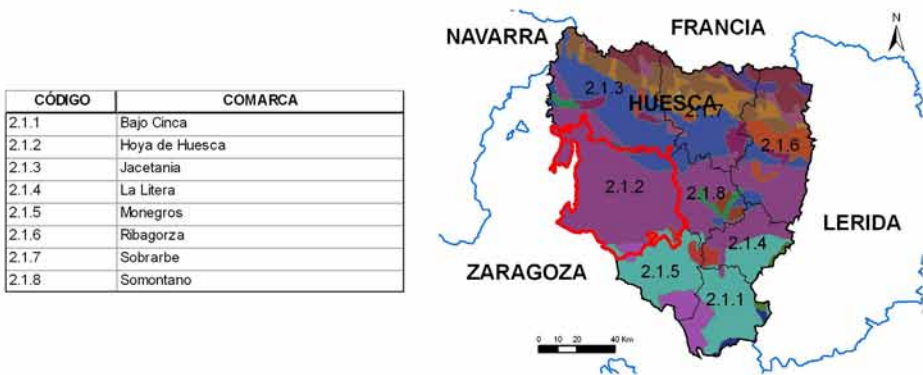 CÓDIGO COMARCA
2.1.1 Bajo Cinca
2.1.2 Hoya de Huesca
2.1.3 Jacetania
2.1.4 La Litera
2.1.5 Monegros
2.1.6 Ribagorza
2.1.7 Sobrarbe
2.1.8 Somontano
N
NAVARRA
FRANCIA
2.1.3
HUESCA
2.1.7
2.1.6
2.1.2
2.1.8
LERIDA
2.1.4
ZARAGOZA
2.1.5
2.1.1
0 10 20 40 Km